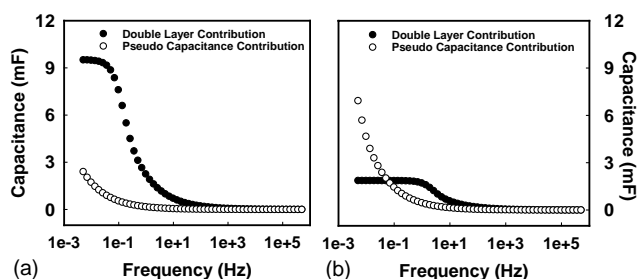 12
9
6
3
0
Capacitance (mF)
Double Layer Contribution
Pseudo Capacitance Contribution
1e-3 1e-1 1e+1 1e+3 1e+5
Frequency (Hz)
(a)
Double Layer Contribution
Pseudo Capacitance Contribution
12
9
6
3
0
Capacitance (mF)
1e-3 1e-1 1e+1 1e+3 1e+5
Frequency (Hz)
(b)